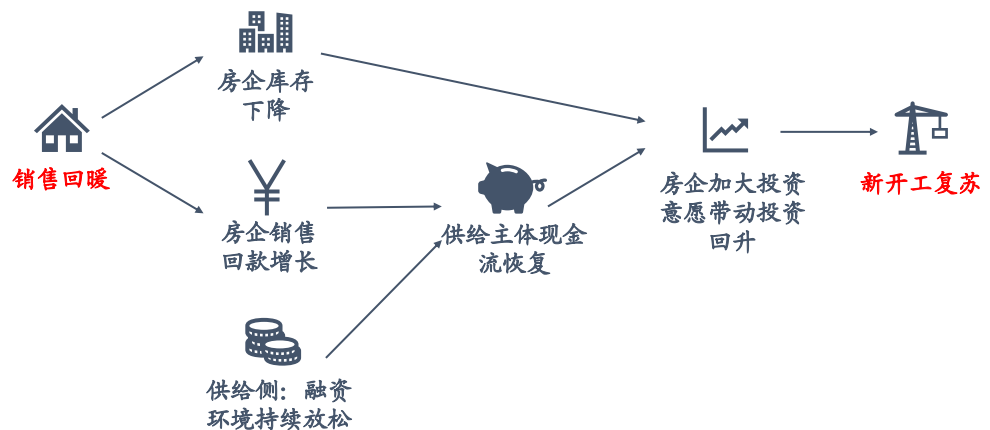 房企库存
下降
销售回暖
房企销售
回款增长
供给主体现金
流恢复
房企加大投资
意愿带动投资
回升
新开工复苏
供给侧：融资
环境持续放松